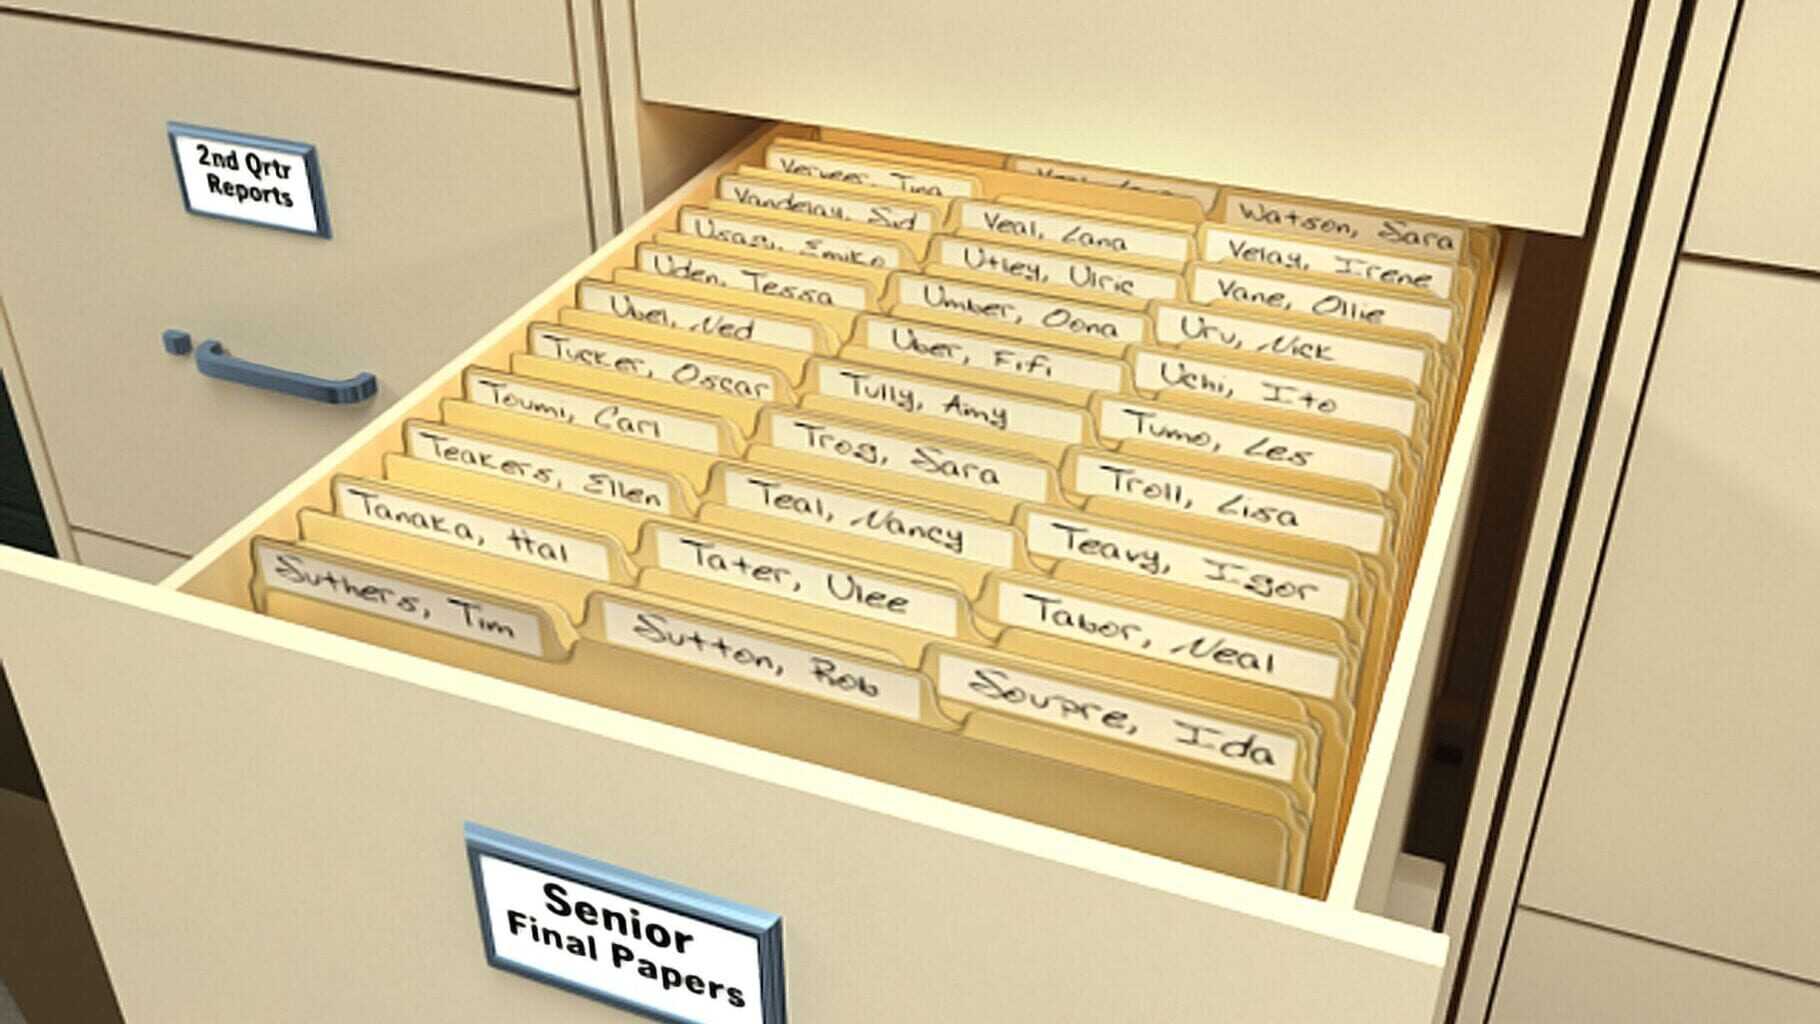 2nd Qrtr
Reports
Verveer, Tina
Watson, Sara
Vandelay, Sid
Veal, Lana
Velay, Irene
Usagi, Emiko
Utley, Ulric
Vane, Ollie
Uden, Tessa
Umber, Oona
Uru, Nick
Ubel, Ned
Uber, Fifi
Uchi, Ito
Tucker, Oscar
Tully, Amy
Tumo, Les
Toumi, Carl
Trog, Sara
Troll, Lisa
Teakers, Ellen
Teal, Nancy
Teavy, Igor
Tanaka, Hal
Tater, Vlee
Tabor, Neal
Suthers, Tim
Sutton, Rob
Soupre, Ida
Senior
Final Papers